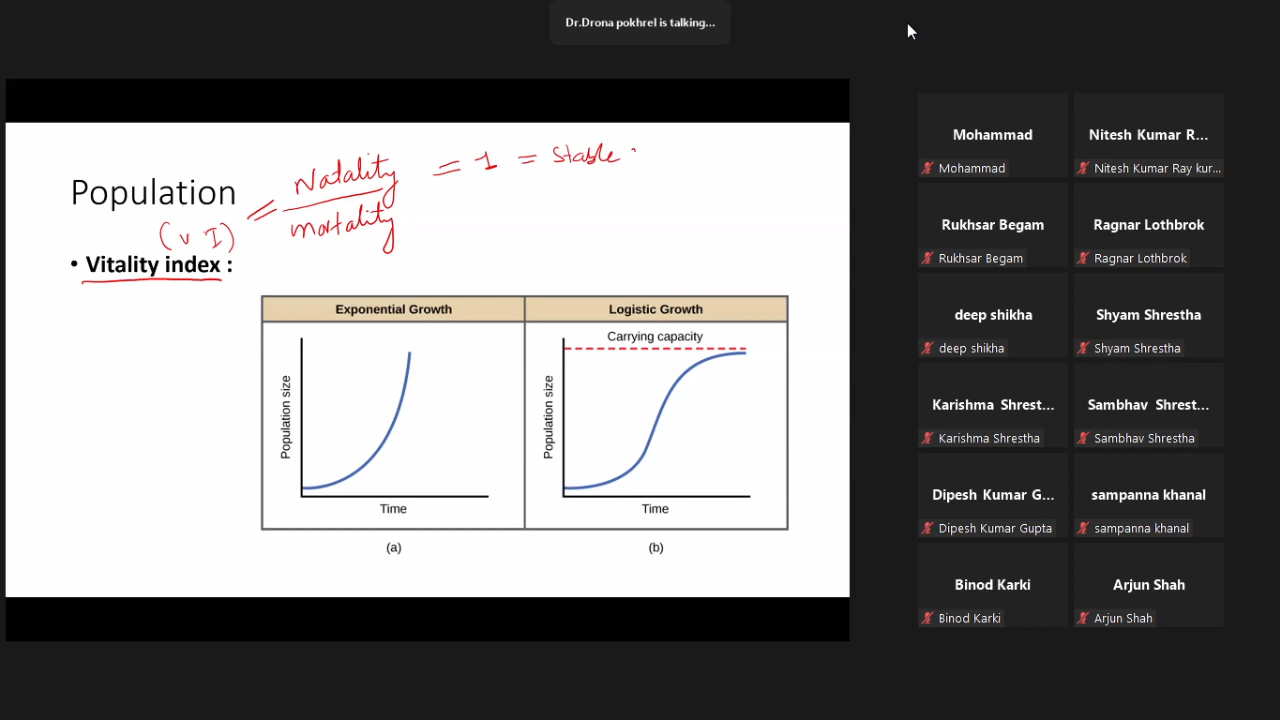 Dr.Drona pokhrel is talking...
Population
(V I) = Natality / mortality = 1 = Stable
• Vitality index :
Exponential Growth
Logistic Growth
Population size
Time
(a)
Carrying capacity
Population size
Time
(b)
Mohammad
Mohammad
Nitesh Kumar R...
Nitesh Kumar Ray kur...
Rukhsar Begam
Rukhsar Begam
Ragnar Lothbrok
Ragnar Lothbrok
deep shikha
deep shikha
Shyam Shrestha
Shyam Shrestha
Karishma Shrest...
Karishma Shrestha
Sambhav Shrest...
Sambhav Shrestha
Dipesh Kumar G...
Dipesh Kumar Gupta
sampanna khanal
sampanna khanal
Binod Karki
Binod Karki
Arjun Shah
Arjun Shah